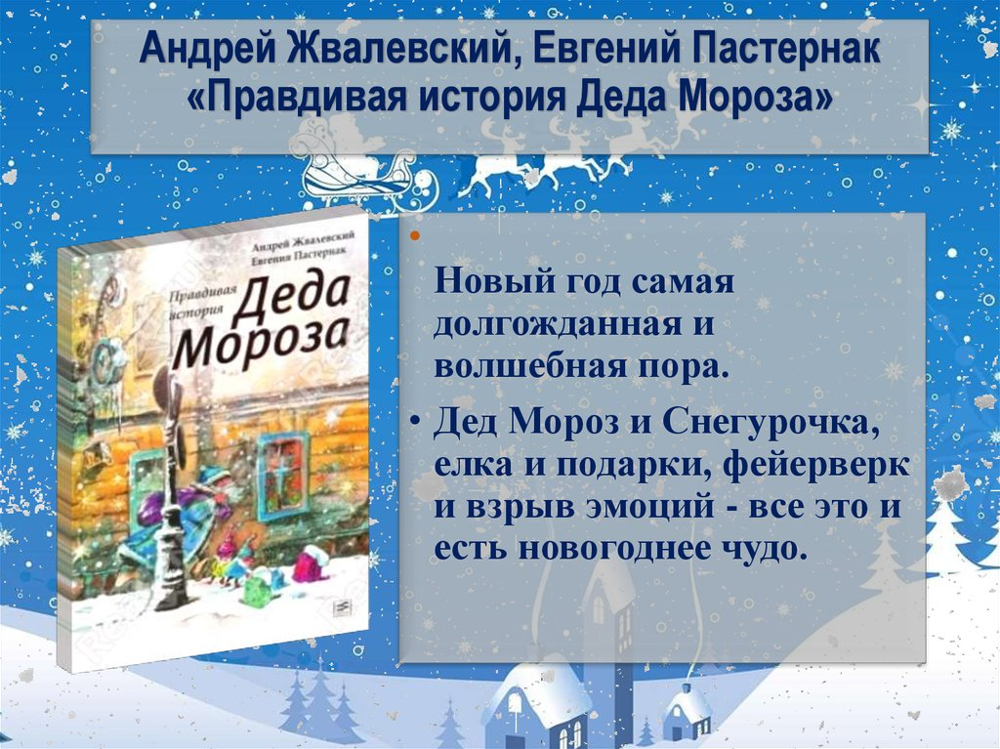 Андрей Жвалевский, Евгений Пастернак
«Правдивая история Деда Мороза»
Андрей Жвалевский
Евгения Пастернак
Правдивая
история
Деда
Мороза
•
Новый год самая
долгожданная и
волшебная пора.
• Дед Мороз и Снегурочка,
елка и подарки, фейерверк
и взрыв эмоций - все это и
есть новогоднее чудо.